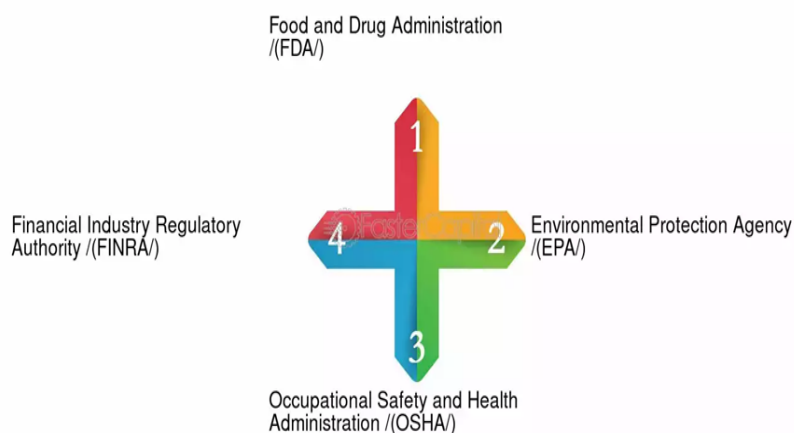 Food and Drug Administration
/(FDA/)
1
Financial Industry Regulatory
Authority /(FINRA/)
4
2
Environmental Protection Agency
/(EPA/)
3
Occupational Safety and Health
Administration /(OSHA/)